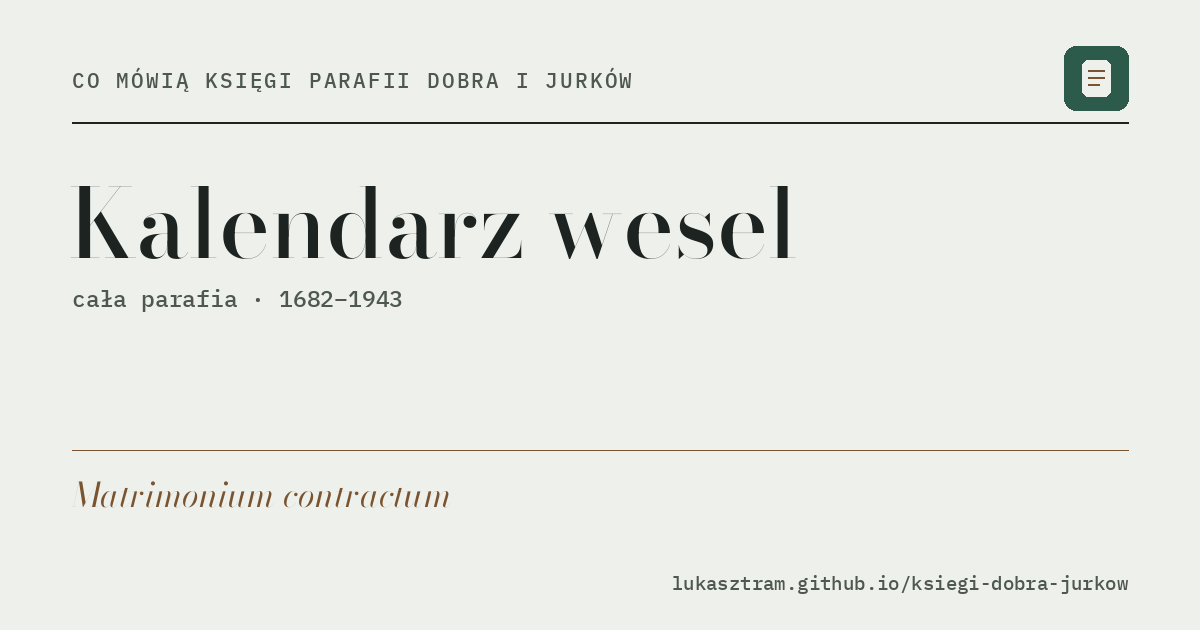 CO MÓWIĄ KSIĘGI PARAFII DOBRA I JURKÓW
Kalendarz wesel
cała parafia · 1682–1943
Matrimonium contractum
lukasztram.github.io/ksiegi-dobra-jurkow